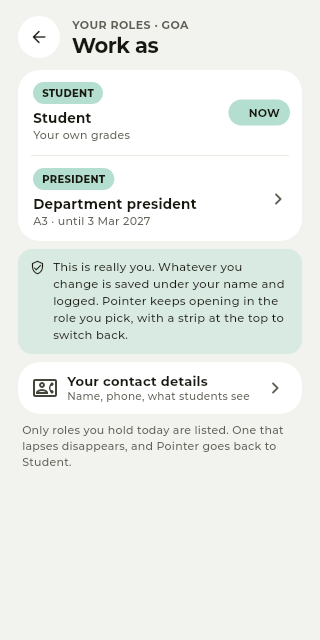 YOUR ROLES · GOA
Work as
STUDENT
Student
Your own grades
NOW
PRESIDENT
Department president
A3 · until 3 Mar 2027
This is really you. Whatever you
change is saved under your name and
logged. Pointer keeps opening in the
role you pick, with a strip at the top to
switch back.
Your contact details
Name, phone, what students see
Only roles you hold today are listed. One that
lapses disappears, and Pointer goes back to
Student.